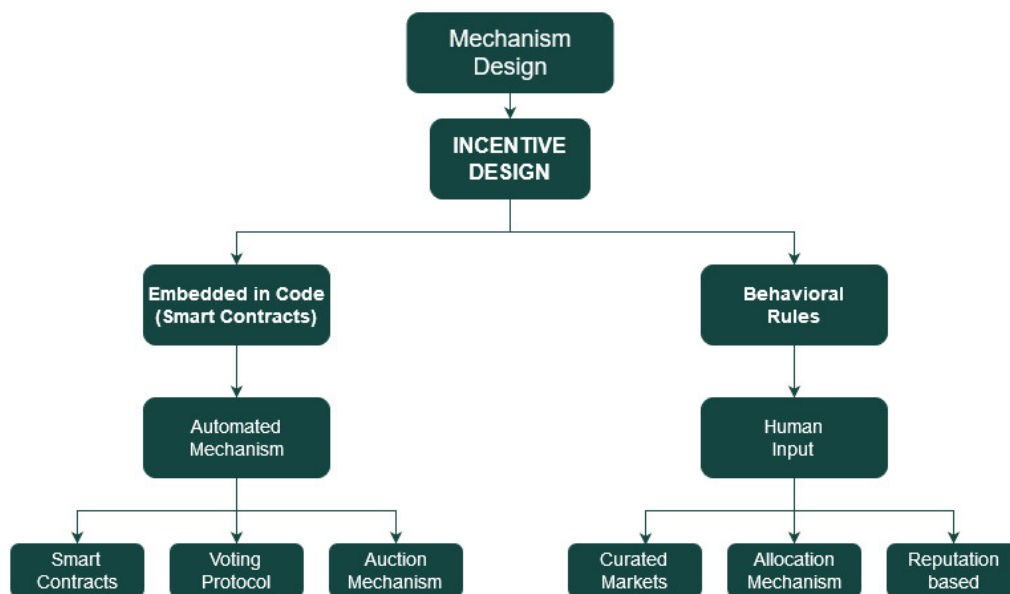 Mechanism
Design
INCENTIVE
DESIGN
Embedded in Code
(Smart Contracts)
Behavioral
Rules
Automated
Mechanism
Human
Input
Smart
Contracts
Voting
Protocol
Auction
Mechanism
Curated
Markets
Allocation
Mechanism
Reputation
based